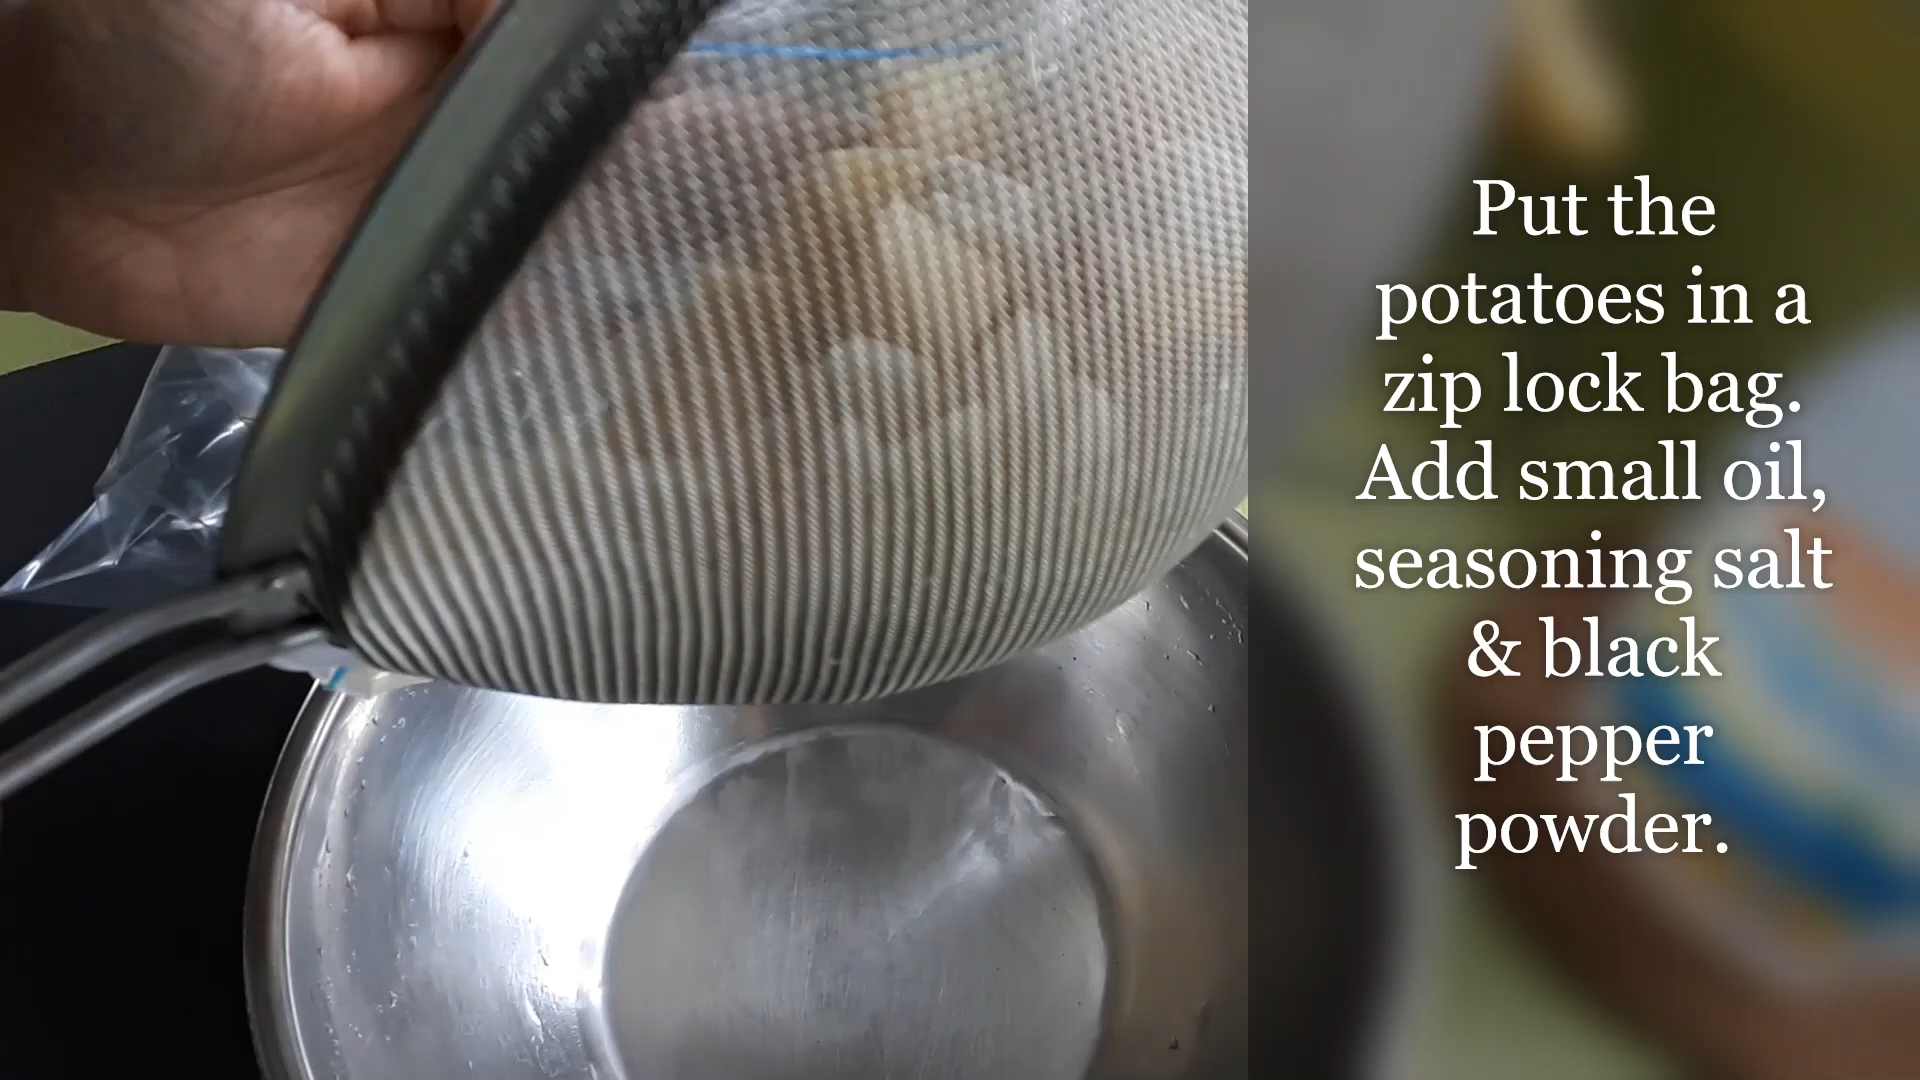 Put the
potatoes in a
zip lock bag.
Add small oil,
seasoning salt
& black
pepper
powder.